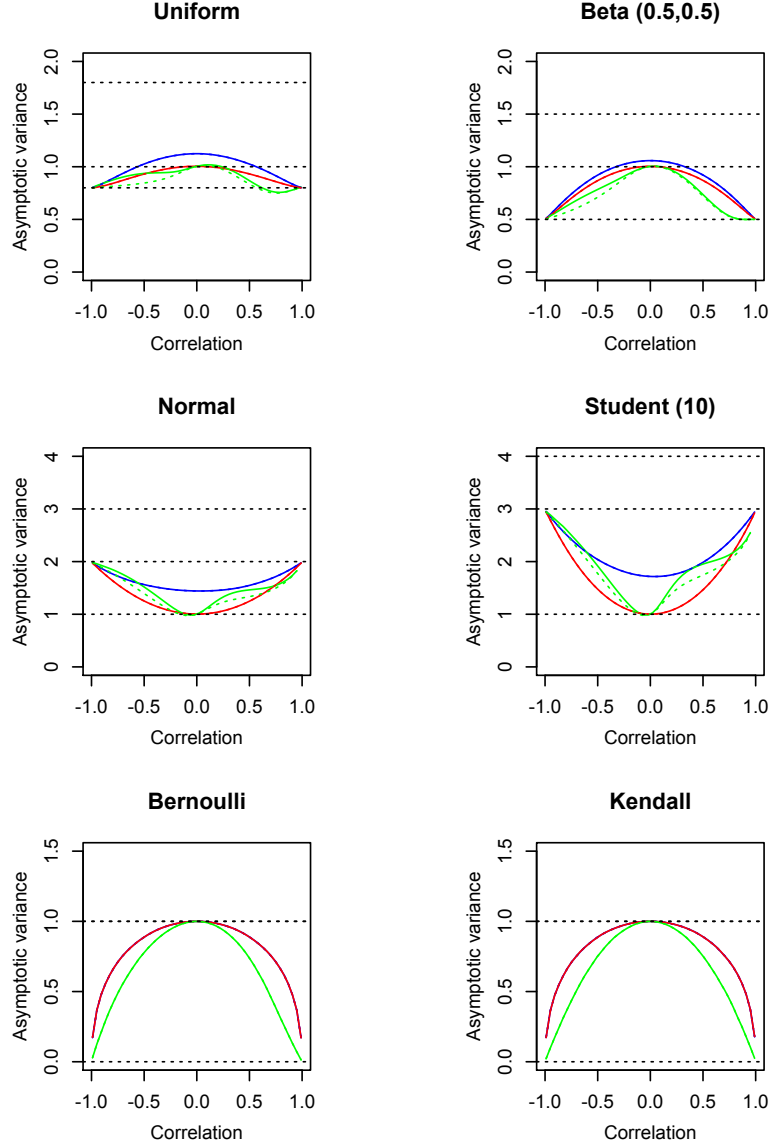 Uniform
Asymptotic variance
0.0 0.5 1.0 1.5 2.0
-1.0 -0.5 0.0 0.5 1.0
Correlation
Beta (0.5,0.5)
Asymptotic variance
0.0 0.5 1.0 1.5 2.0
-1.0 -0.5 0.0 0.5 1.0
Correlation
Normal
Asymptotic variance
0 1 2 3 4
-1.0 -0.5 0.0 0.5 1.0
Correlation
Student (10)
Asymptotic variance
0 1 2 3 4
-1.0 -0.5 0.0 0.5 1.0
Correlation
Bernoulli
Asymptotic variance
0.0 0.5 1.0 1.5
-1.0 -0.5 0.0 0.5 1.0
Correlation
Kendall
Asymptotic variance
0.0 0.5 1.0 1.5
-1.0 -0.5 0.0 0.5 1.0
Correlation